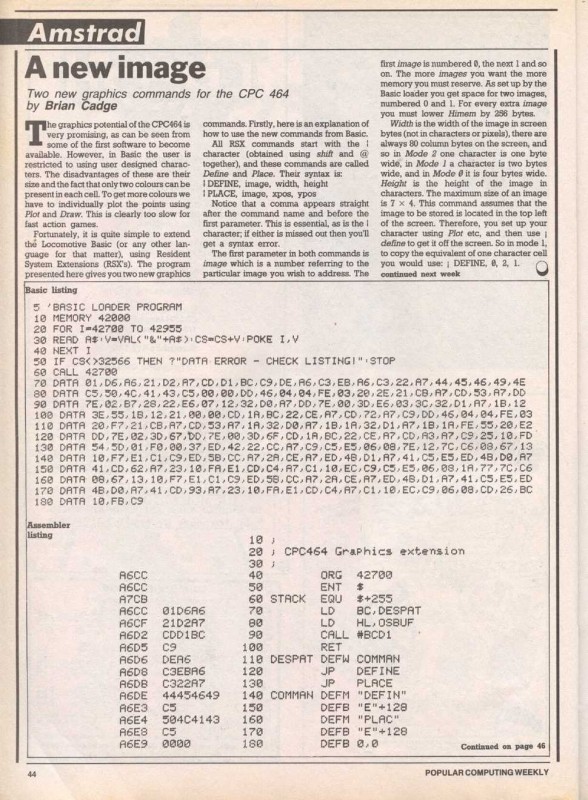 Amstrad
A new image
Two new graphics commands for the CPC 464
by Brian Cadge
The graphics potential of the CPC464 is
very promising, as can be seen from
some of the first software to become
available. However, in Basic the user is
restricted to using user designed charac-
ters. The disadvantages of these are their
size and the fact that only two colours can be
present in each cell. To get more colours we
have to individually plot the points using
Plot and Draw. This is clearly too slow for
fast action games.
Fortunately, it is quite simple to extend
the Locomotive Basic (or any other lan-
guage for that matter), using Resident
System Extensions (RSX's). The program
presented here gives you two new graphics
commands. Firstly, here is an explanation of
how to use the new commands from Basic.
All RSX commands start with the |
character (obtained using shift and @
together), and these commands are called
Define and Place. Their syntax is:
| DEFINE, image, width, height
| PLACE, image, xpos, ypos
Notice that a comma appears straight
after the command name and before the
first parameter. This is essential, as is the |
character; if either is missed out then you'll
get a syntax error.
The first parameter in both commands is
image which is a number referring to the
particular image you wish to address. The
first image is numbered 0, the next 1 and so
on. The more images you want the more
memory you must reserve. As set up by the
Basic loader you get space for two images,
numbered 0 and 1. For every extra image
you must lower Himem by 256 bytes.
Width is the width of the image in screen
bytes (not in characters or pixels), there are
always 80 column bytes on the screen, and
so in Mode 2 one character is one byte
wide, in Mode 1 a character is two bytes
wide, and in Mode 0 it is four bytes wide.
Height is the height of the image in
characters. The maximum size of an image
is 7 × 4. This command assumes that the
image to be stored is located in the top left
of the screen. Therefore, you set up your
character using Plot etc, and then use |
define to get it off the screen. So in mode 1,
to copy the equivalent of one character cell
you would use: | DEFINE, 0, 2, 1.
continued next week
Basic listing
5 'BASIC LOADER PROGRAM
10 MEMORY 42000
20 FOR I=42700 TO 42955
30 READ A$:V=VAL("&"+A$):CS=CS+V:POKE I,V
40 NEXT I
50 IF CS<>32566 THEN ?"DATA ERROR - CHECK LISTING!":STOP
60 CALL 42700
70 DATA 01,D6,A6,21,D2,A7,CD,D1,BC,C9,DE,A6,C3,EB,A6,C3,22,A7,44,45,46,49,4E
80 DATA C5,50,4C,41,43,C5,00,00,DD,46,04,04,FE,03,20,2E,21,CB,A7,CD,53,A7,DD
90 DATA 7E,02,B7,28,22,E6,07,12,32,D0,A7,DD,7E,00,3D,E6,03,3C,32,D1,A7,1B,12
100 DATA 3E,55,1B,12,21,00,00,CD,1A,BC,22,CE,A7,CD,72,A7,C9,DD,46,04,04,FE,03
110 DATA 20,F7,21,CB,A7,CD,53,A7,1A,32,D0,A7,1B,1A,32,D1,A7,1B,1A,FE,55,20,E2
120 DATA DD,7E,02,3D,67,DD,7E,00,3D,6F,CD,1A,BC,22,CE,A7,CD,A3,A7,C9,25,10,FD
130 DATA 54,5D,01,F0,00,37,ED,42,22,CC,A7,C9,C5,E5,06,08,7E,12,7C,C6,08,67,13
140 DATA 10,F7,E1,C1,C9,ED,5B,CC,A7,2A,CE,A7,ED,4B,D1,A7,41,C5,E5,ED,4B,D0,A7
150 DATA 41,CD,62,A7,23,10,FA,E1,CD,C4,A7,C1,10,EC,C9,C5,E5,06,08,1A,77,7C,C6
160 DATA 08,67,13,10,F7,E1,C1,C9,ED,5B,CC,A7,2A,CE,A7,ED,4B,D1,A7,41,C5,E5,ED
170 DATA 4B,D0,A7,41,CD,93,A7,23,10,FA,E1,CD,C4,A7,C1,10,EC,C9,06,08,CD,26,BC
180 DATA 10,FB,C9
Assembler
listing
10 ;
20 ; CPC464 Graphics extension
30 ;
A6CC 40 ORG 42700
A6CC 50 ENT $
A7CB 60 STACK EQU $+255
A6CC 01D6A6 70 LD BC,DESPAT
A6CF 21D2A7 80 LD HL,OSBUF
A6D2 CDD1BC 90 CALL #BCD1
A6D5 C9 100 RET
A6D6 DEA6 110 DESPAT DEFW COMMAN
A6D8 C3EBA6 120 JP DEFINE
A6DB C322A7 130 JP PLACE
A6DE 44454649 140 COMMAN DEFM "DEFIN"
A6E3 C5 150 DEFB "E"+128
A6E4 504C4143 160 DEFM "PLAC"
A6E8 C5 170 DEFB "E"+128
A6E9 0000 180 DEFB 0,0
Continued on page 46
44
POPULAR COMPUTING WEEKLY